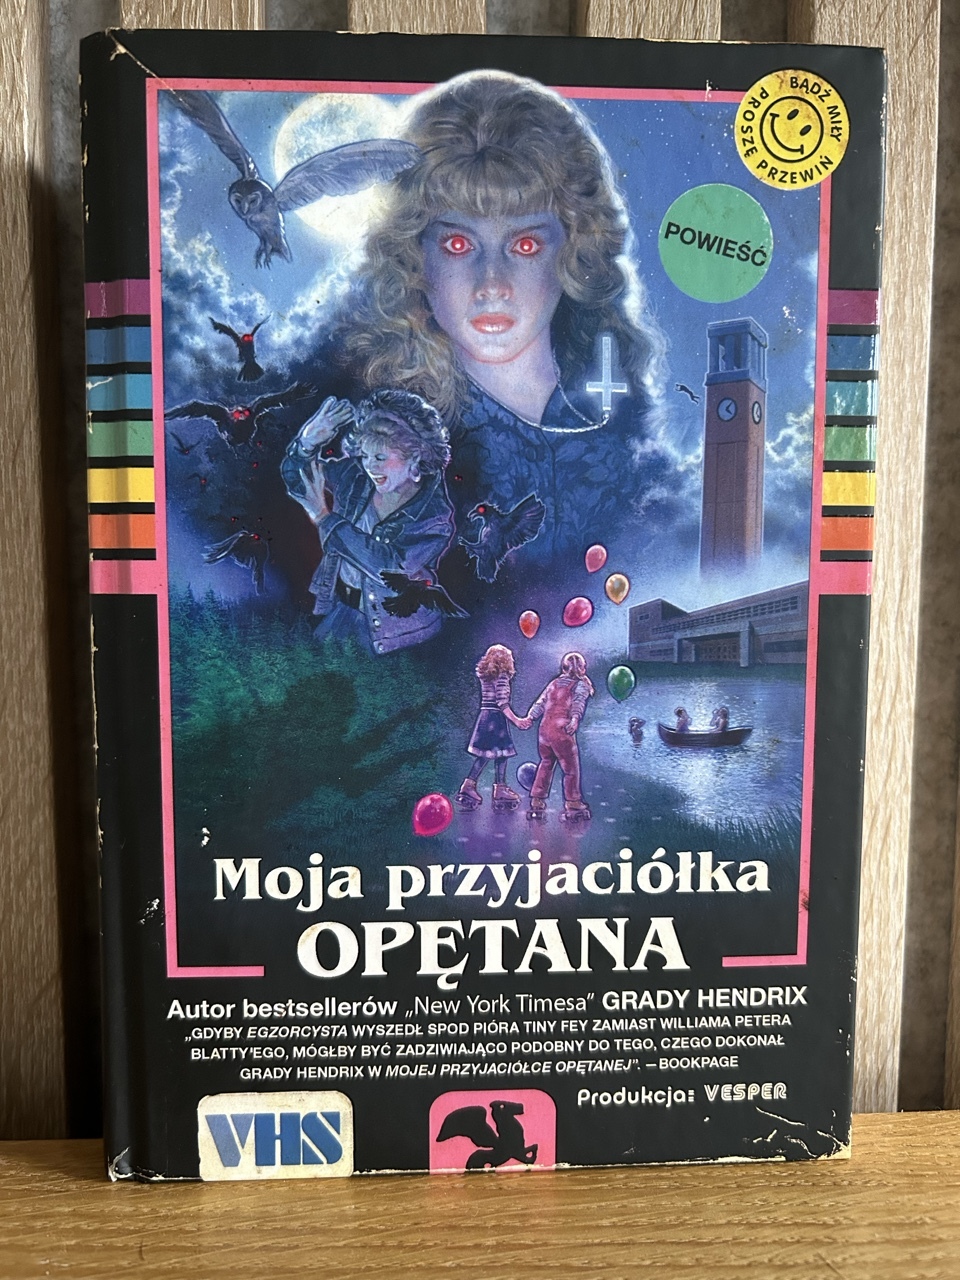 BĄDŹ MIŁY
PROSZĘ PRZEWIŃ
POWIEŚĆ
Moja przyjaciółka
OPĘTANA
Autor bestsellerów „New York Timesa” GRADY HENDRIX
„GDYBY EGZORCYSTA WYSZEDŁ SPOD PIÓRA TINY FEY ZAMIAST WILLIAMA PETERA
BLATTY'EGO, MÓGŁBY BYĆ ZADZIWIAJĄCO PODOBNY DO TEGO, CZEGO DOKONAŁ
GRADY HENDRIX W MOJEJ PRZYJACIÓŁCE OPĘTANEJ”. —BOOKPAGE
Produkcja: VESPER
VHS